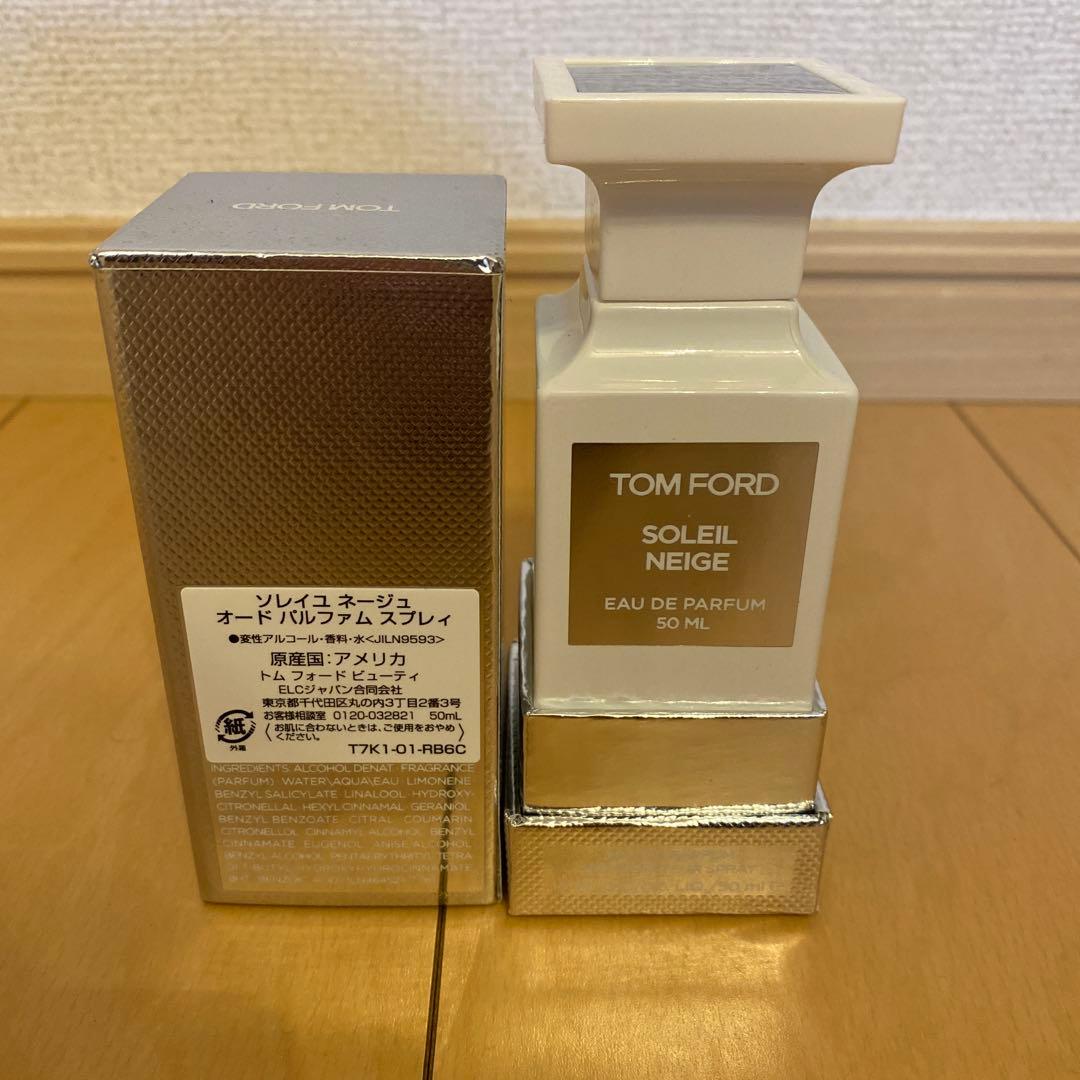 TOM FORD
ソレイユ ネージュ
オード パルファム スプレィ
●変性アルコール・香料・水<JILN9593>
原産国:アメリカ
トム フォード ビューティ
ELCジャパン合同会社
東京都千代田区丸の内3丁目2番3号
お客様相談室 0120-032821 50mL
お肌に合わないときは、ご使用をおやめ
ください。
紙
外箱
T7K1-01-RB6C
INGREDIENTS: ALCOHOL DENAT· FRAGRANCE
(PARFUM)· WATER\AQUA\EAU· LIMONENE·
BENZYL SALICYLATE· LINALOOL· HYDROXY-
CITRONELLAL· HEXYL CINNAMAL· GERANIOL·
BENZYL BENZOATE· CITRAL· COUMARIN·
CITRONELLOL· CINNAMYL ALCOHOL· BENZYL
CINNAMATE· EUGENOL· ANISE ALCOHOL·
BENZYL ALCOHOL· PENTAERYTHRITYL TETRA
BHT
TOM FORD
SOLEIL
NEIGE
EAU DE PARFUM
50 ML
SPRAY
LIQ./50 ml